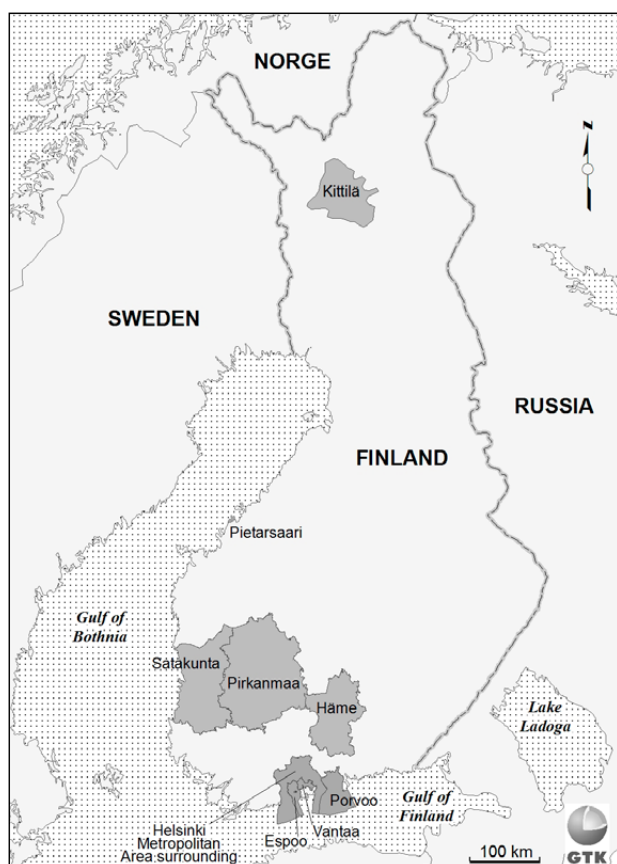 NORGE
N
Kittilä
SWEDEN
RUSSIA
FINLAND
Pietarsaari
Gulf of
Bothnia
Satakunta
Pirkanmaa
Häme
Lake
Ladoga
Porvoo
Gulf of
Finland
Helsinki
Metropolitan
Area surrounding
Espoo
Vantaa
100 km
GTK